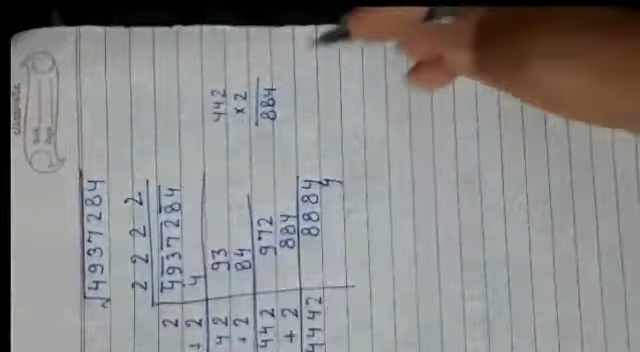 classmate
√4937284
2 2 2 2
2 4937284
+ 2 4
42 93
+ 2 84
442 972
+ 2 884
4442 8884
4
442
× 2
884